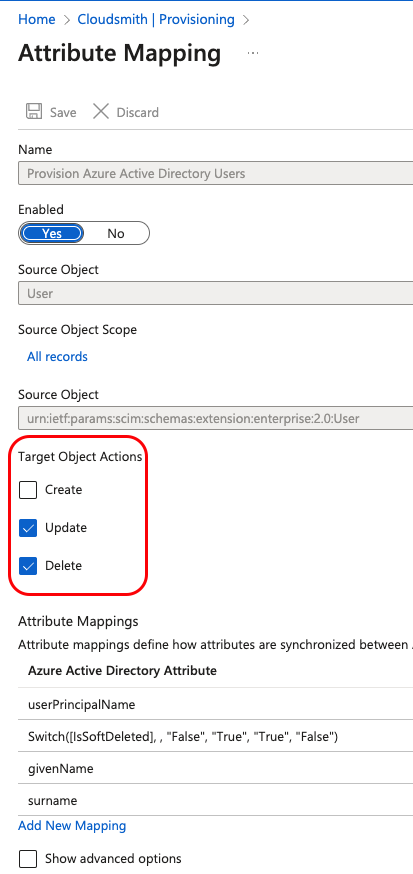 Home > Cloudsmith | Provisioning >
Attribute Mapping ...
Save Discard
Name
Provision Azure Active Directory Users
Enabled
Yes No
Source Object
User
Source Object Scope
All records
Source Object
urn:ietf:params:scim:schemas:extension:enterprise:2.0:User
Target Object Actions
Create
Update
Delete
Attribute Mappings
Attribute mappings define how attributes are synchronized between
Azure Active Directory Attribute
userPrincipalName
Switch([IsSoftDeleted], , "False", "True", "True", "False")
givenName
surname
Add New Mapping
Show advanced options